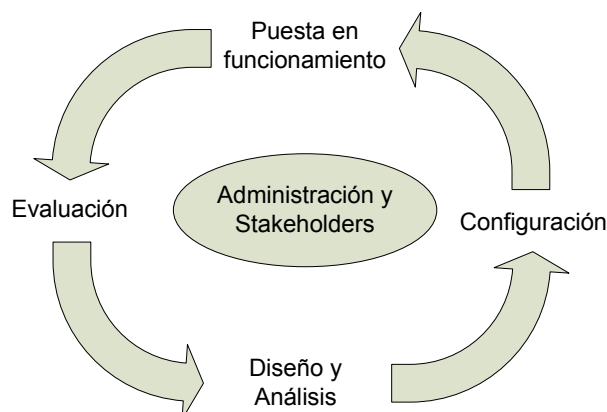 Puesta en
funcionamiento
Evaluación
Administración y
Stakeholders
Configuración
Diseño y
Análisis